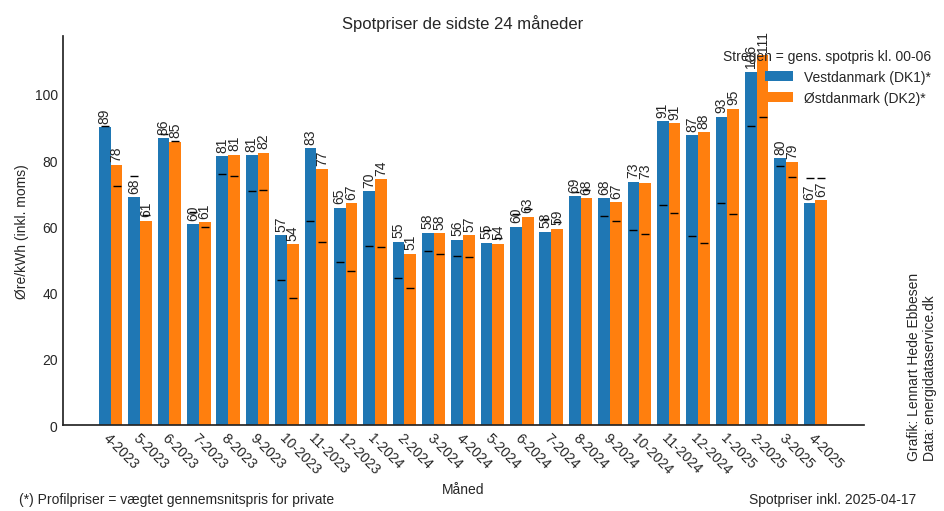 Spotpriser de sidste 24 måneder
Stregen = gens. spotpris kl. 00-06
Vestdanmark (DK1)*
Østdanmark (DK2)*
Øre/kWh (inkl. moms)
100
80
60
40
20
0
89 78 68 61 86 85 60 61 81 81 81 82 57 54 83 77 65 67 70 74 55 51 58 58 56 57 55 54 60 63 58 59 69 68 68 67 73 73 91 91 87 88 93 95 106 111 80 79 67 67
4-2023 5-2023 6-2023 7-2023 8-2023 9-2023 10-2023 11-2023 12-2023 1-2024 2-2024 3-2024 4-2024 5-2024 6-2024 7-2024 8-2024 9-2024 10-2024 11-2024 12-2024 1-2025 2-2025 3-2025 4-2025
Måned
Grafik: Lennart Hede Ebbesen
Data: energidataservice.dk
(*) Profilpriser = vægtet gennemsnitspris for private
Spotpriser inkl. 2025-04-17